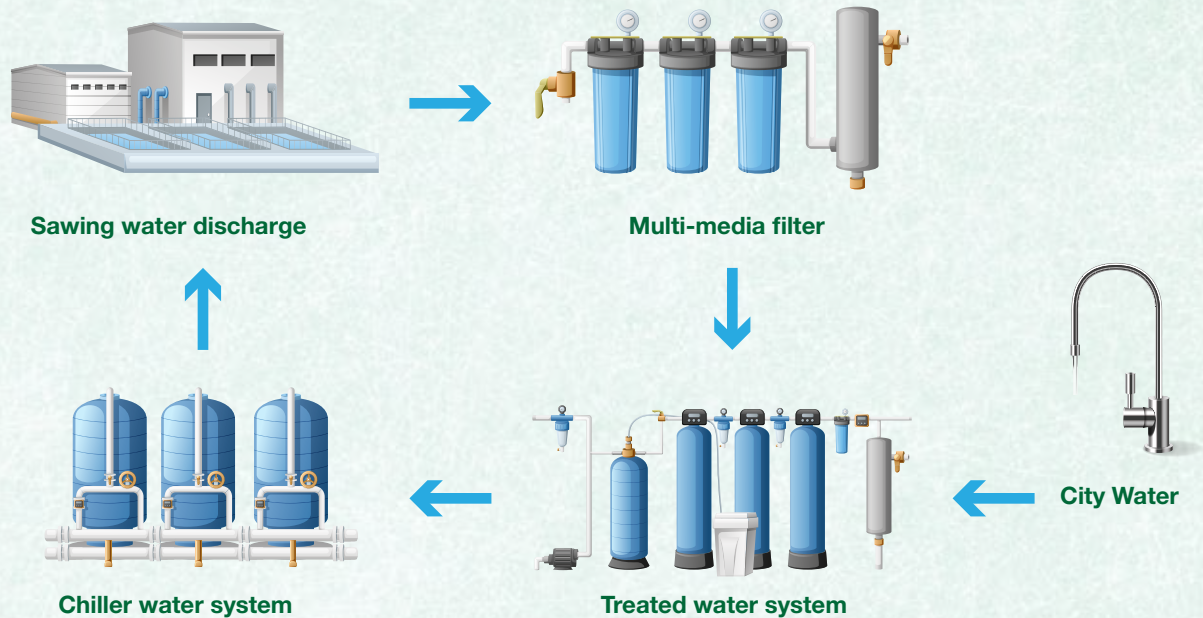 Sawing water discharge
Multi-media filter
City Water
Chiller water system
Treated water system